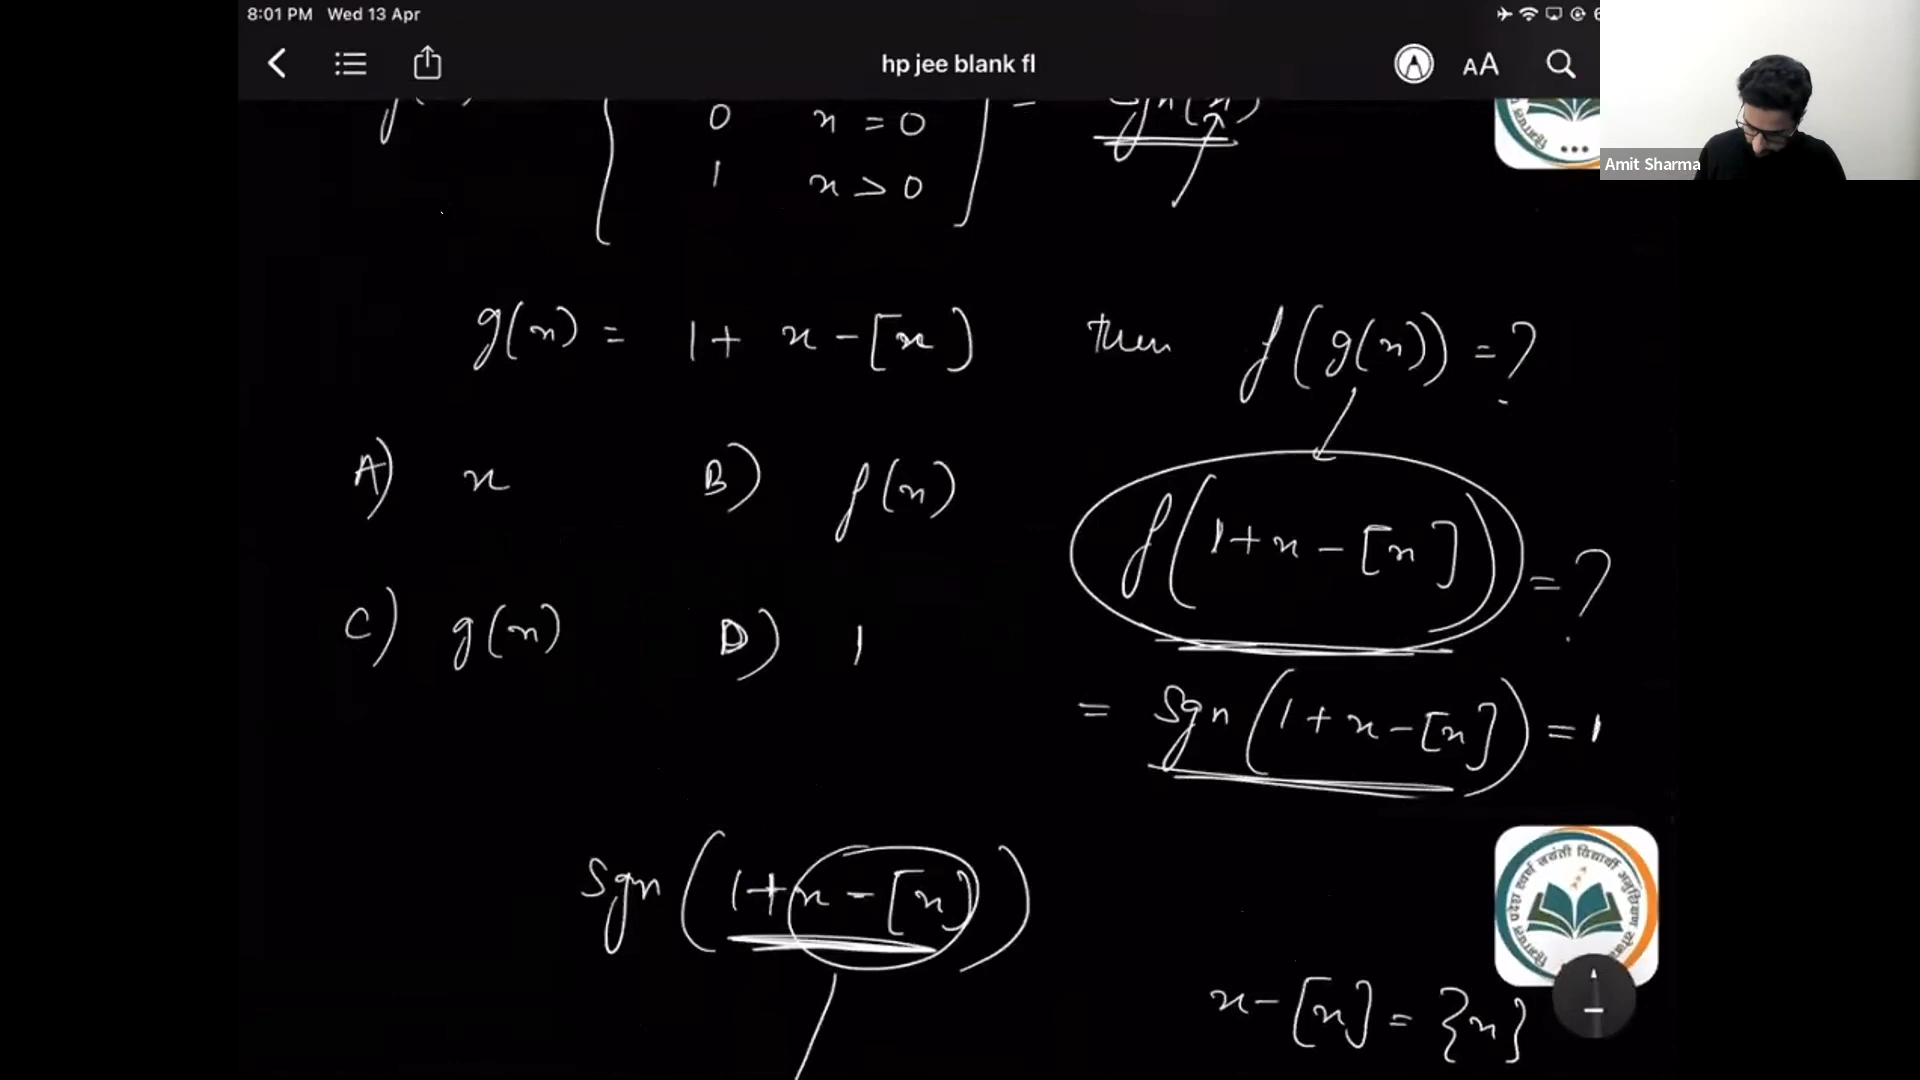 8:01 PM Wed 13 Apr
hp jee blank fl
AA
Amit Sharma
0 x = 0
1 x > 0
= sgn(x)
g(x) = 1 + x - [x] then f(g(x)) = ?
A) x B) f(x)
f(1 + x - [x]) = ?
C) g(x) D) 1
= Sgn(1 + x - [x]) = 1
Sgn(1 + x - [x])
x - [x] = {x}